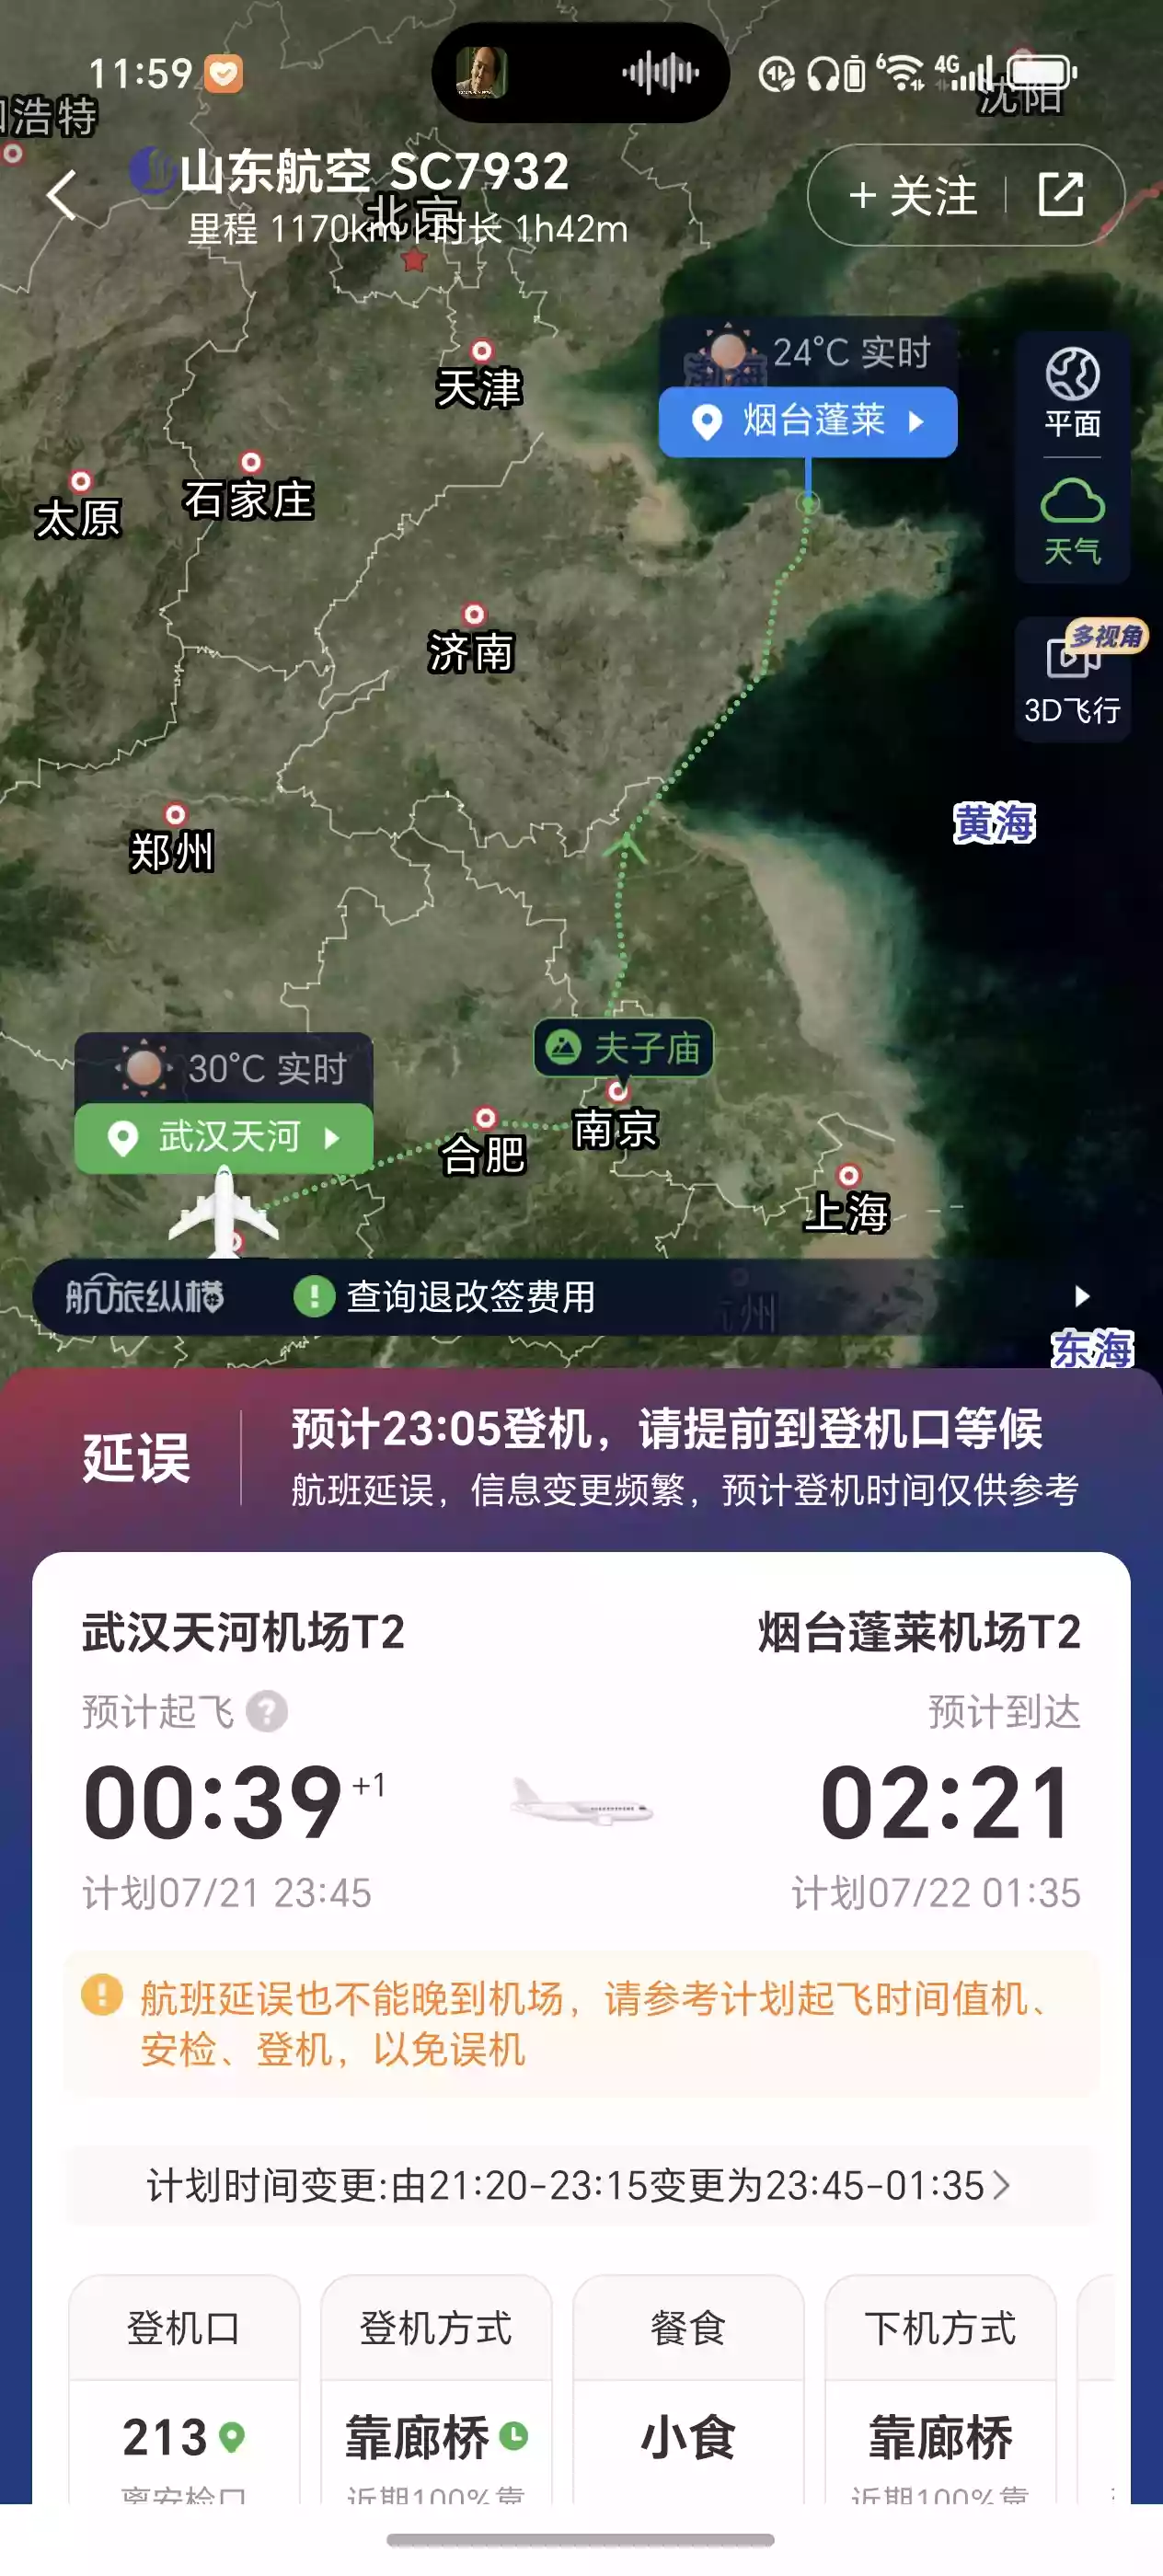 11:59
6
4G
沈阳
浩特
山东航空 SC7932
里程 1170km 时长 1h42m
+ 关注
北京
天津
24°C 实时
渤海
烟台蓬莱
平面
天气
石家庄
太原
济南
多视角
3D飞行
黄海
郑州
夫子庙
30°C 实时
武汉天河
合肥
南京
上海
航旅纵横
查询退改签费用
州
东海
延误
预计23:05登机，请提前到登机口等候
航班延误，信息变更频繁，预计登机时间仅供参考
武汉天河机场T2
烟台蓬莱机场T2
预计起飞 ?
预计到达
00:39 +1
02:21
计划07/21 23:45
计划07/22 01:35
航班延误也不能晚到机场，请参考计划起飞时间值机、
安检、登机，以免误机
计划时间变更:由21:20-23:15变更为23:45-01:35
登机口
登机方式
餐食
下机方式
213
靠廊桥
小食
靠廊桥
离安检口
近期100%靠
近期100%靠